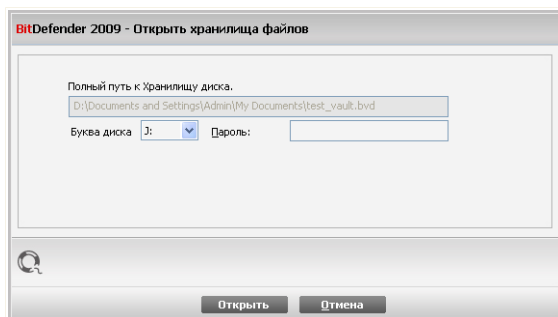 BitDefender 2009 - Открыть хранилища файлов
Полный путь к Хранилищу диска.
D:\Documents and Settings\Admin\My Documents\test_vault.bvd
Буква диска J: Пароль:
Открыть Отмена